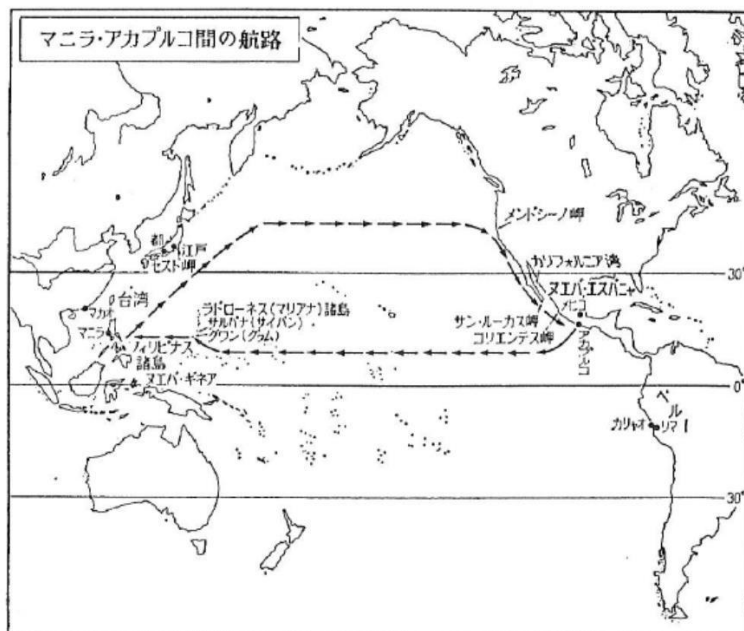 マニラ・アカプルコ間の航路
メンドシーノ岬
都
江戸
セスト岬
カリフォルニア湾
30°
30°
ヌエバ・エスパニャ
メヒコ
台湾
マカオ
ラドローネス(マリアナ)諸島
サルパナ(サイパン)
グワン(グラム)
サン・ルーカス岬
コリエンテス岬
アカプルコ
マニラ
フィリピナス
諸島
ヌエバ・ギネア
0°
ペルー
カリャオ
リマ